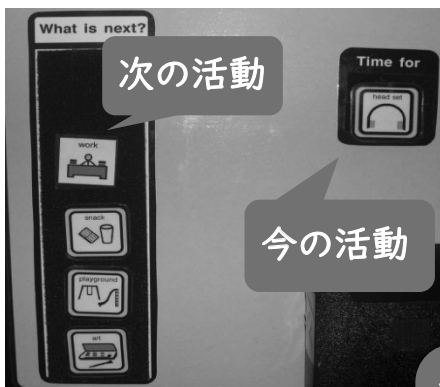 What is next?
次の活動
work
snack
playground
art
Time for
head set
今の活動